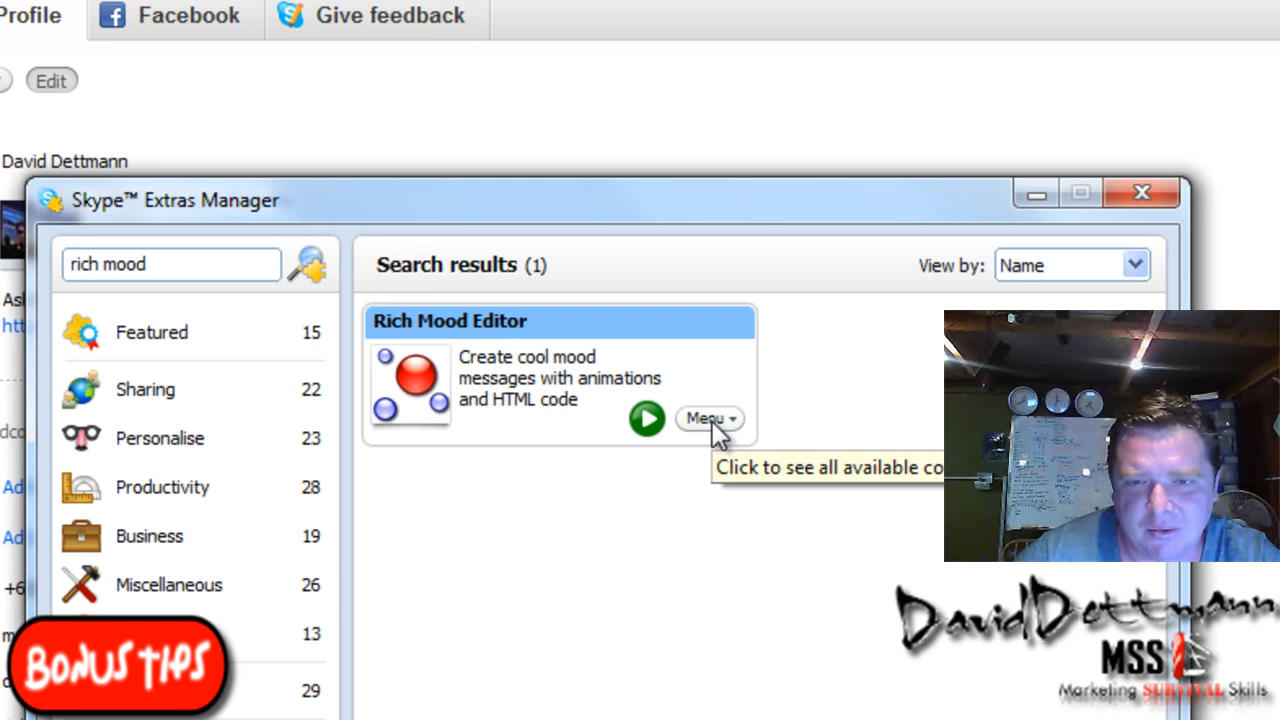 Profile
Facebook
Give feedback
Edit
David Dettmann
Skype™ Extras Manager
rich mood
Search results (1)
View by:
Name
Featured 15
Sharing 22
Personalise 23
Productivity 28
Business 19
Miscellaneous 26
13
29
Rich Mood Editor
Create cool mood
messages with animations
and HTML code
Menu
Click to see all available co
Ad
Ad
+6
BONUS TIPS
DavidDettmann
MSS
Marketing SURVIVAL Skills